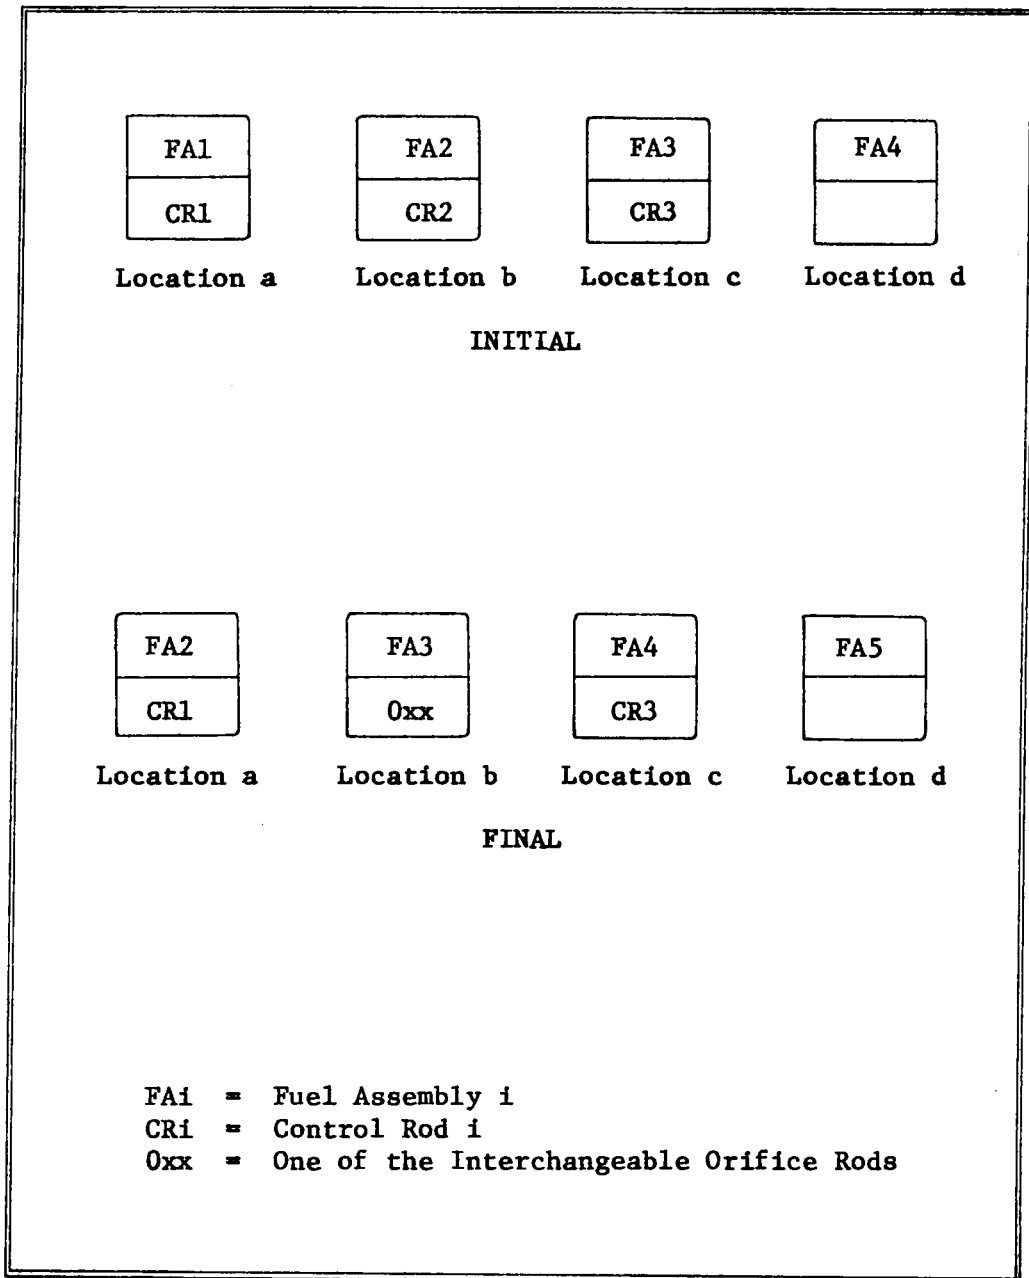 FA1 FA2 FA3 FA4
CR1 CR2 CR3
Location a Location b Location c Location d
INITIAL
FA2 FA3 FA4 FA5
CR1 0xx CR3
Location a Location b Location c Location d
FINAL
FAi = Fuel Assembly i
CRi = Control Rod i
0xx = One of the Interchangeable Orifice Rods